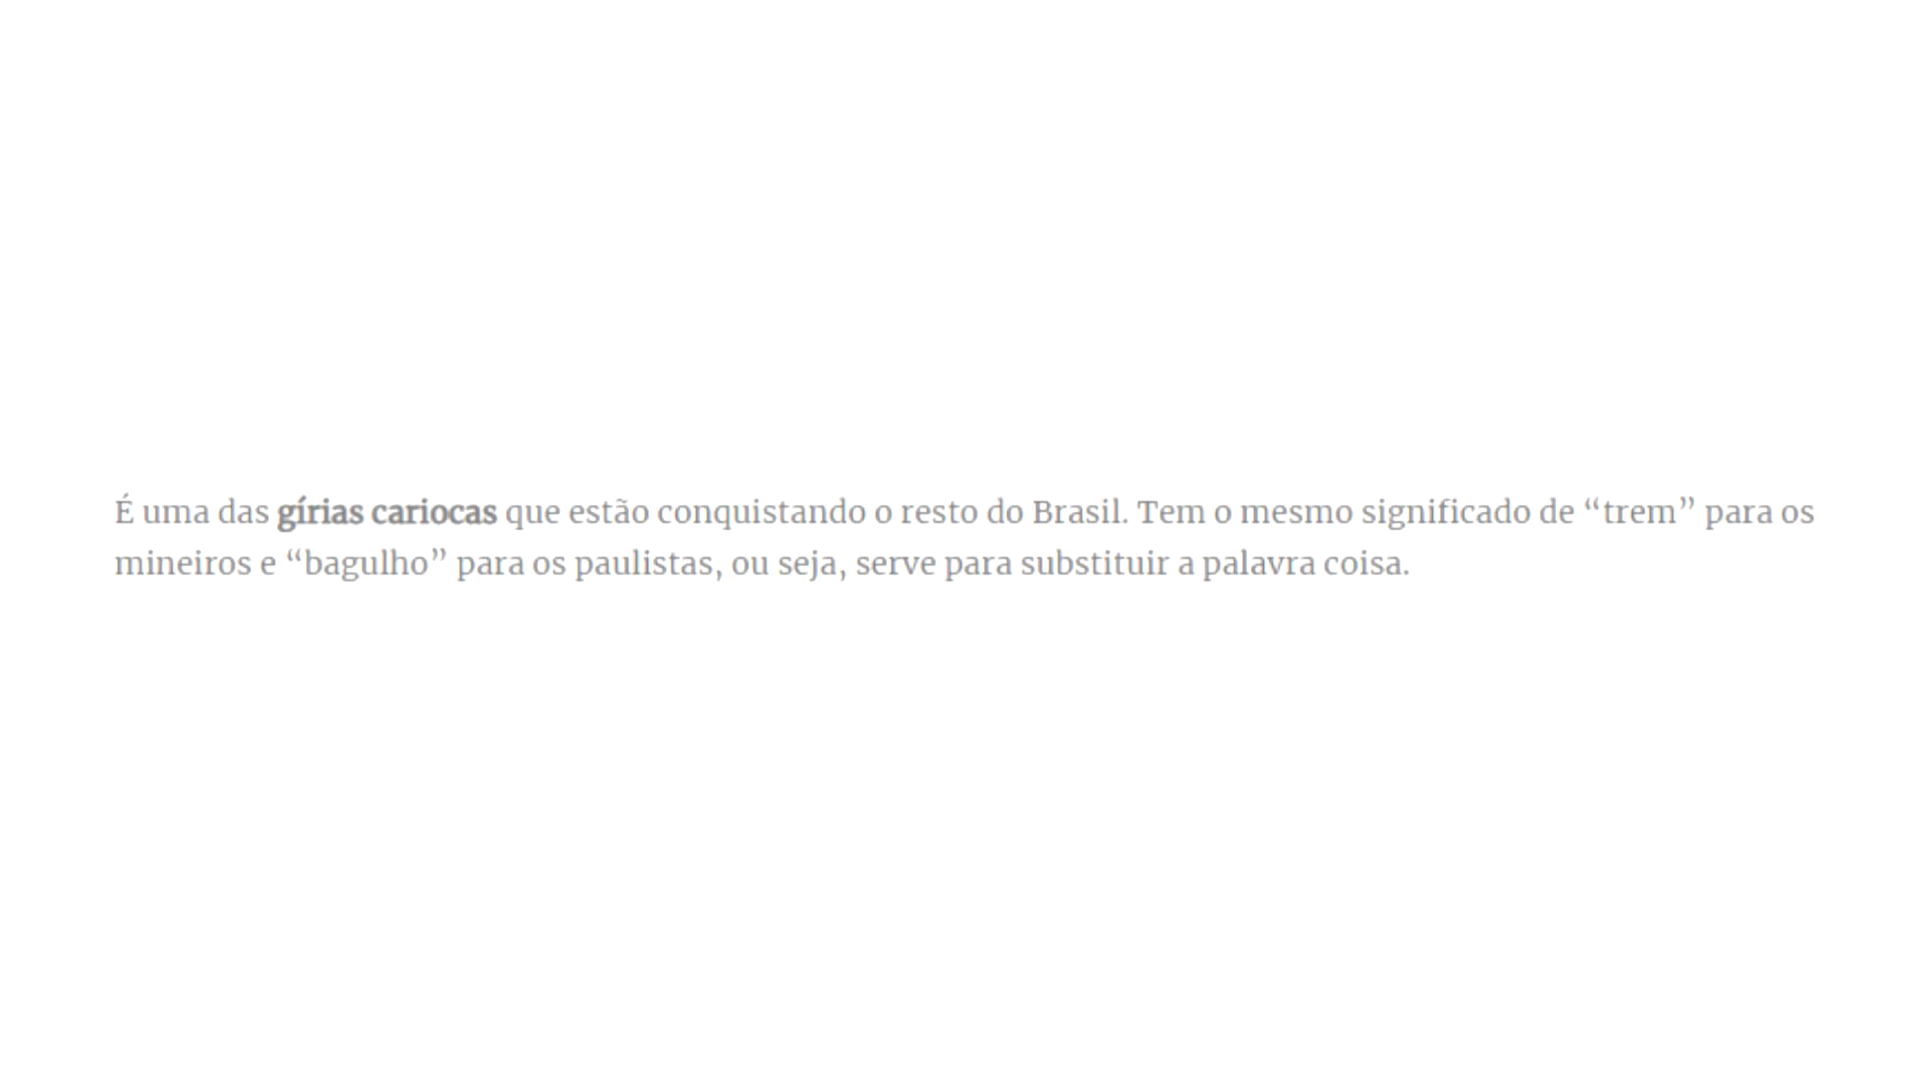 É uma das gírias cariocas que estão conquistando o resto do Brasil. Tem o mesmo significado de “trem” para os
mineiros e “bagulho” para os paulistas, ou seja, serve para substituir a palavra coisa.